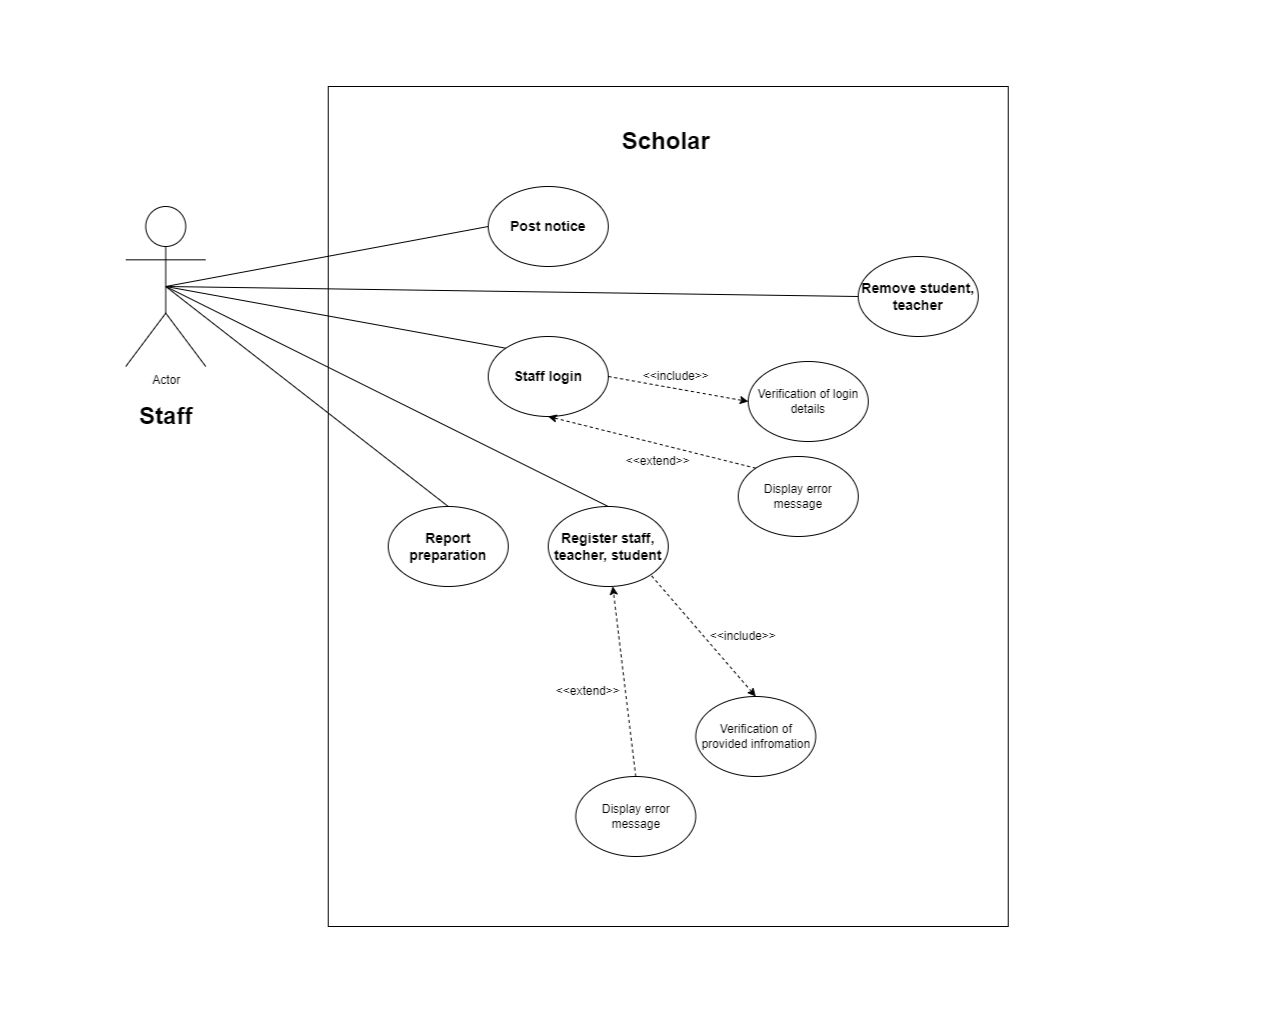 Scholar
Post notice
Remove student,
teacher
Actor
Staff
Staff login
<<include>>
Verification of login
details
<<extend>>
Display error
message
Report
preparation
Register staff,
teacher, student
<<include>>
<<extend>>
Verification of
provided infromation
Display error
message